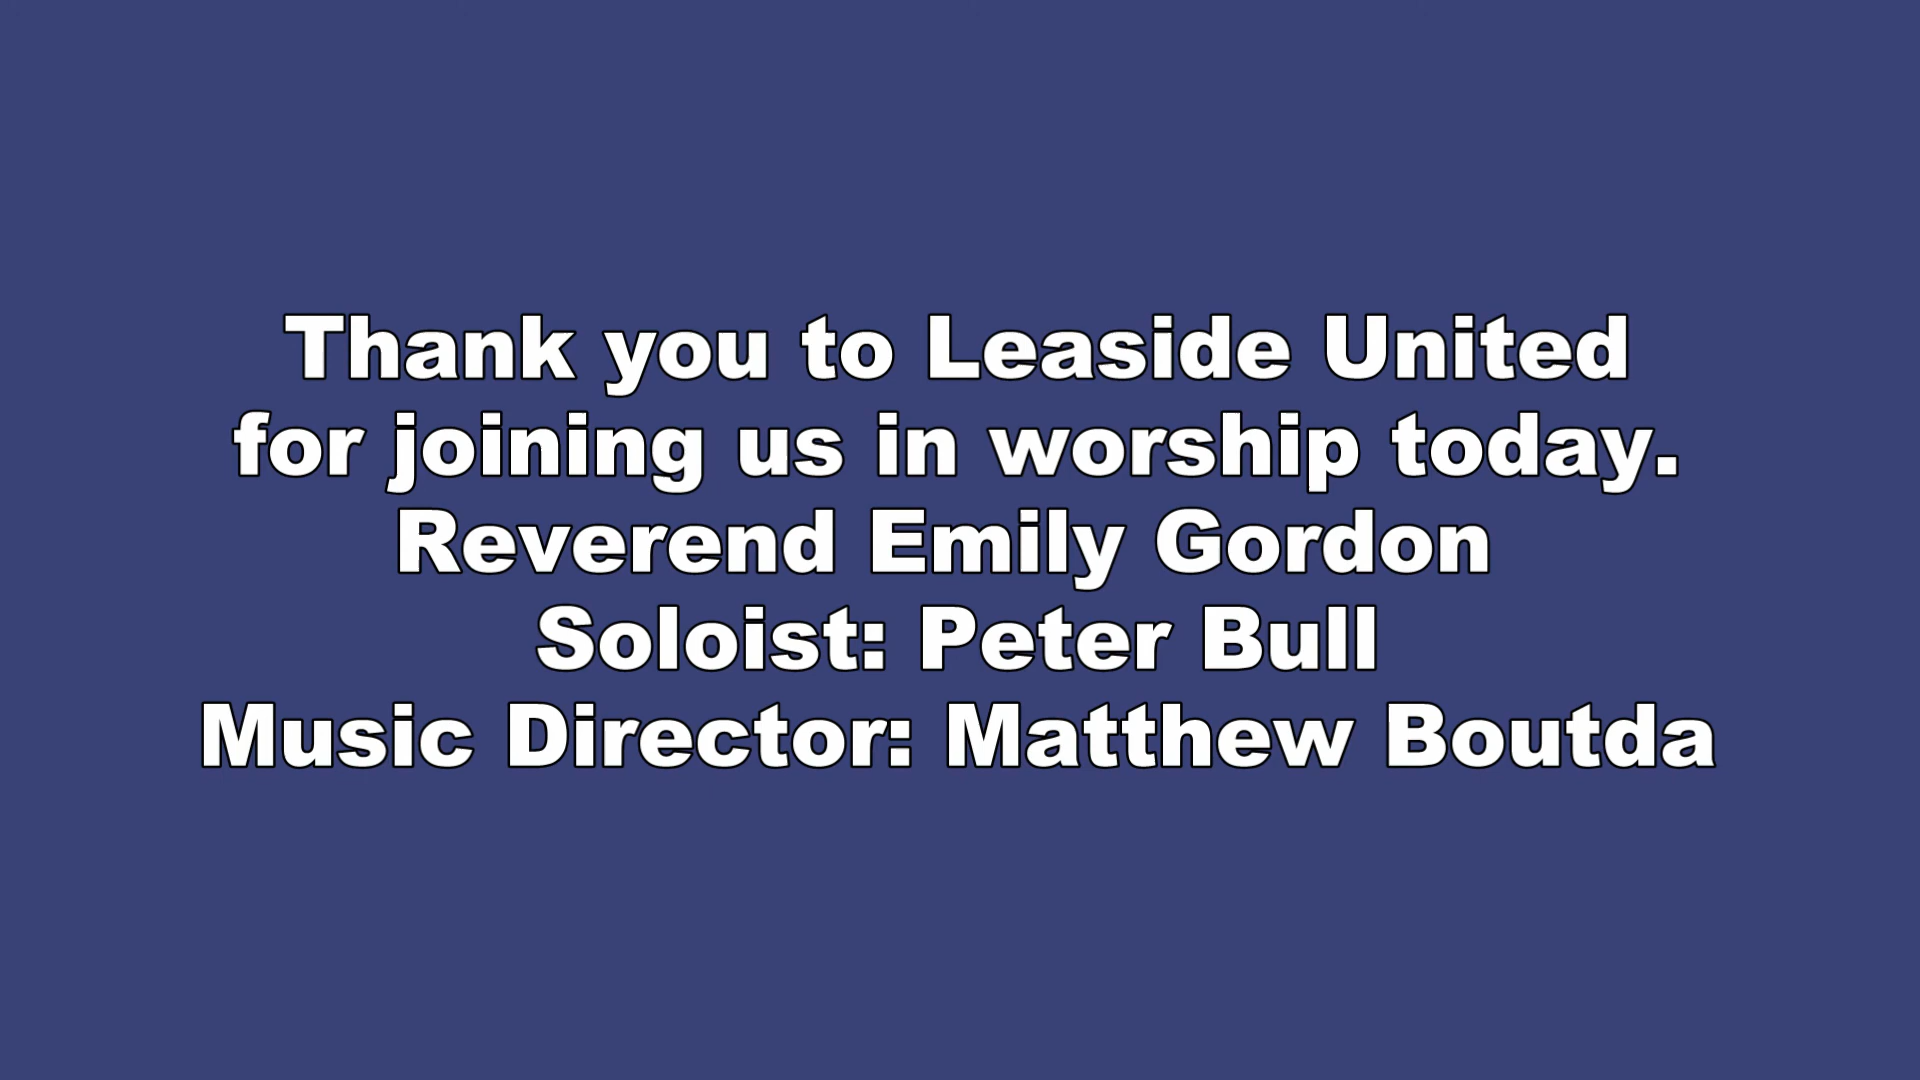 Thank you to Leaside United
for joining us in worship today.
Reverend Emily Gordon
Soloist: Peter Bull
Music Director: Matthew Boutda